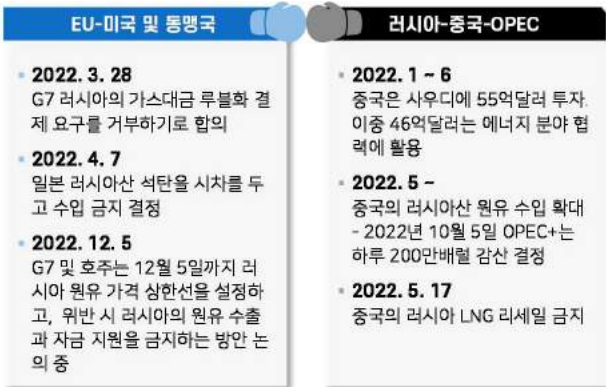 EU-미국 및 동맹국
2022. 3. 28
G7 러시아의 가스대금 루블화 결
제 요구를 거부하기로 합의
2022. 4. 7
일본 러시아산 석탄을 시차를 두
고 수입 금지 결정
2022. 12. 5
G7 및 호주는 12월 5일까지 러
시아 원유 가격 상한선을 설정하
고, 위반 시 러시아의 원유 수출
과 자금 지원을 금지하는 방안 논
의 중
러시아-중국-OPEC
2022. 1 ~ 6
중국은 사우디에 55억달러 투자.
이중 46억달러는 에너지 분야 협
력에 활용
2022. 5 ~
중국의 러시아산 원유 수입 확대
- 2022년 10월 5일 OPEC+는
하루 200만배럴 감산 결정
2022. 5. 17
중국의 러시아 LNG 리세일 금지